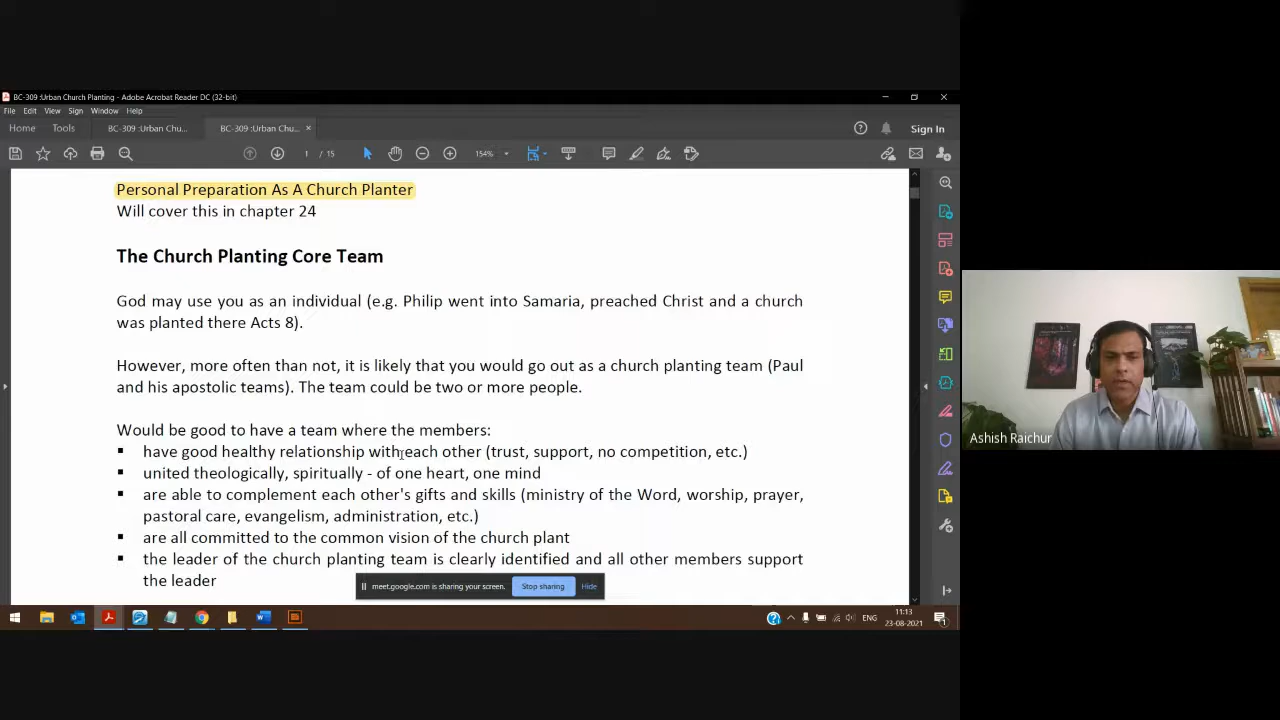 BC-309 :Urban Church Planting - Adobe Acrobat Reader DC (32-bit)
File Edit View Sign Window Help
Home Tools BC-309 :Urban Chu... BC-309 :Urban Chu... × Sign In
1 / 15 154%
Personal Preparation As A Church Planter
Will cover this in chapter 24
The Church Planting Core Team
God may use you as an individual (e.g. Philip went into Samaria, preached Christ and a church
was planted there Acts 8).
However, more often than not, it is likely that you would go out as a church planting team (Paul
and his apostolic teams). The team could be two or more people.
Would be good to have a team where the members:
▪ have good healthy relationship with each other (trust, support, no competition, etc.)
▪ united theologically, spiritually - of one heart, one mind
▪ are able to complement each other's gifts and skills (ministry of the Word, worship, prayer,
pastoral care, evangelism, administration, etc.)
▪ are all committed to the common vision of the church plant
▪ the leader of the church planting team is clearly identified and all other members support
the leader
meet.google.com is sharing your screen. Stop sharing Hide
ENG 11:13
23-08-2021
Ashish Raichur